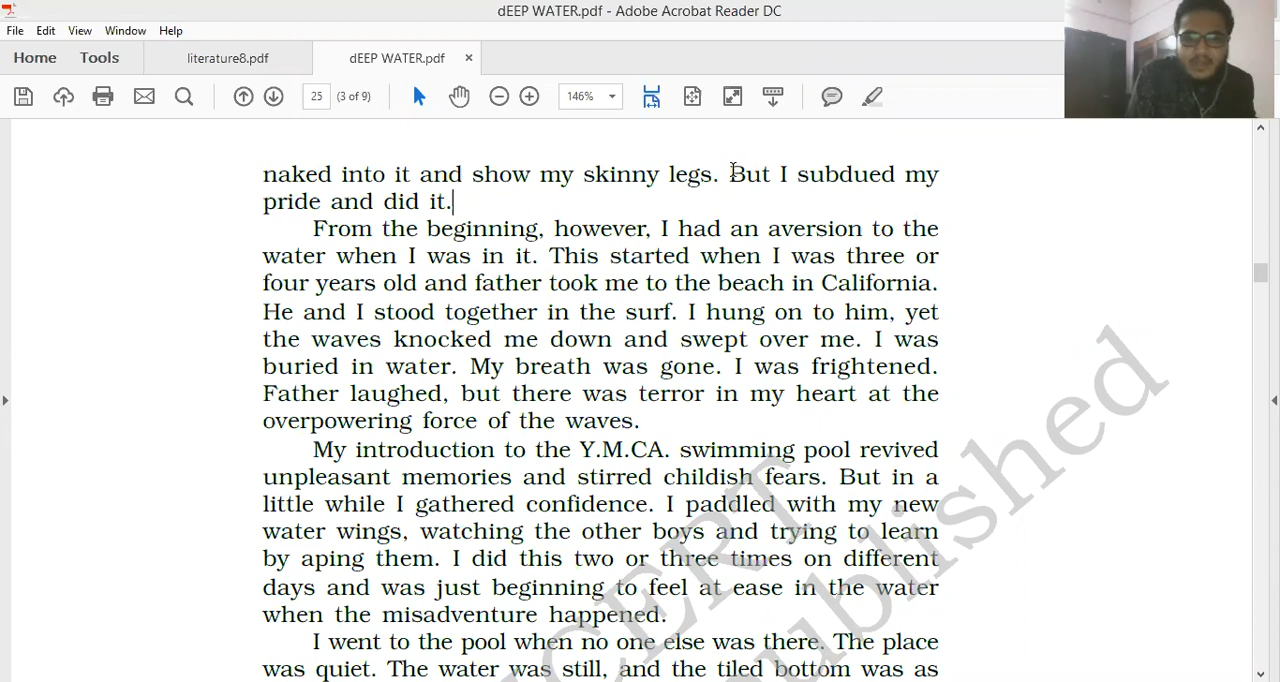 dEEP WATER.pdf - Adobe Acrobat Reader DC
File Edit View Window Help
Home Tools literature8.pdf dEEP WATER.pdf ×
25 (3 of 9) 146%
naked into it and show my skinny legs. But I subdued my
pride and did it.
From the beginning, however, I had an aversion to the
water when I was in it. This started when I was three or
four years old and father took me to the beach in California.
He and I stood together in the surf. I hung on to him, yet
the waves knocked me down and swept over me. I was
buried in water. My breath was gone. I was frightened.
Father laughed, but there was terror in my heart at the
overpowering force of the waves.
My introduction to the Y.M.CA. swimming pool revived
unpleasant memories and stirred childish fears. But in a
little while I gathered confidence. I paddled with my new
water wings, watching the other boys and trying to learn
by aping them. I did this two or three times on different
days and was just beginning to feel at ease in the water
when the misadventure happened.
I went to the pool when no one else was there. The place
was quiet. The water was still, and the tiled bottom was as
NCERT
published